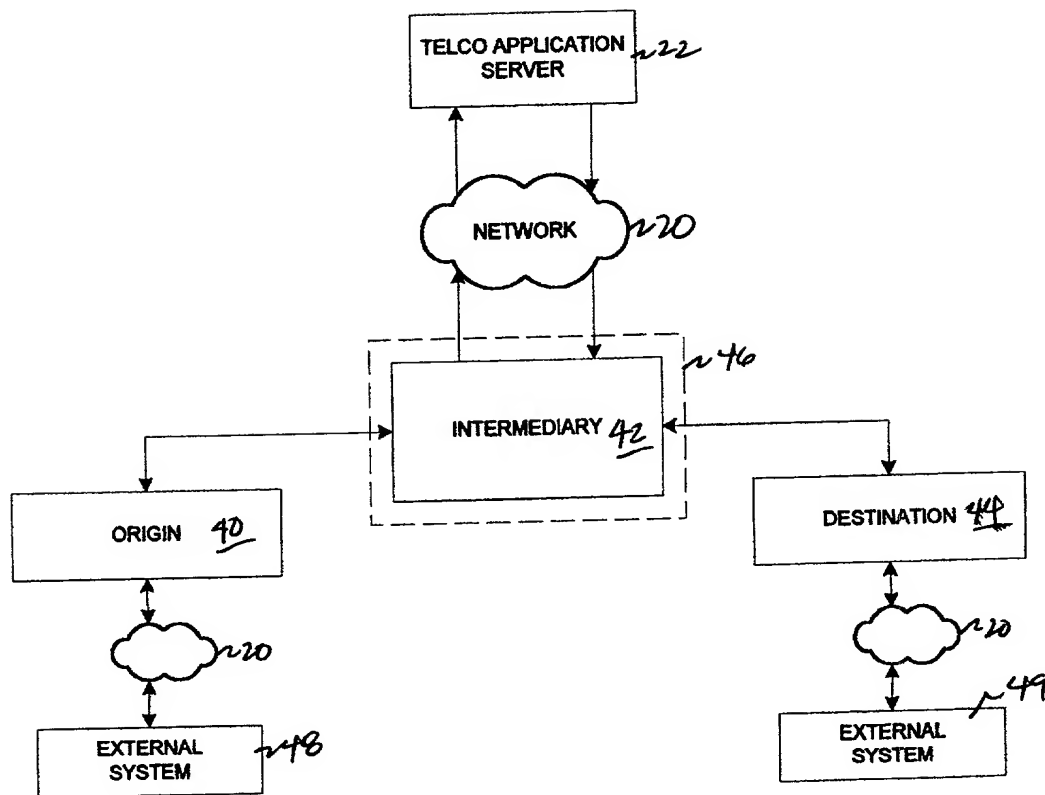 TELCO APPLICATION
SERVER
22
NETWORK
20
46
INTERMEDIARY 42
ORIGIN 40
DESTINATION 44
20
20
EXTERNAL
SYSTEM
48
EXTERNAL
SYSTEM
49